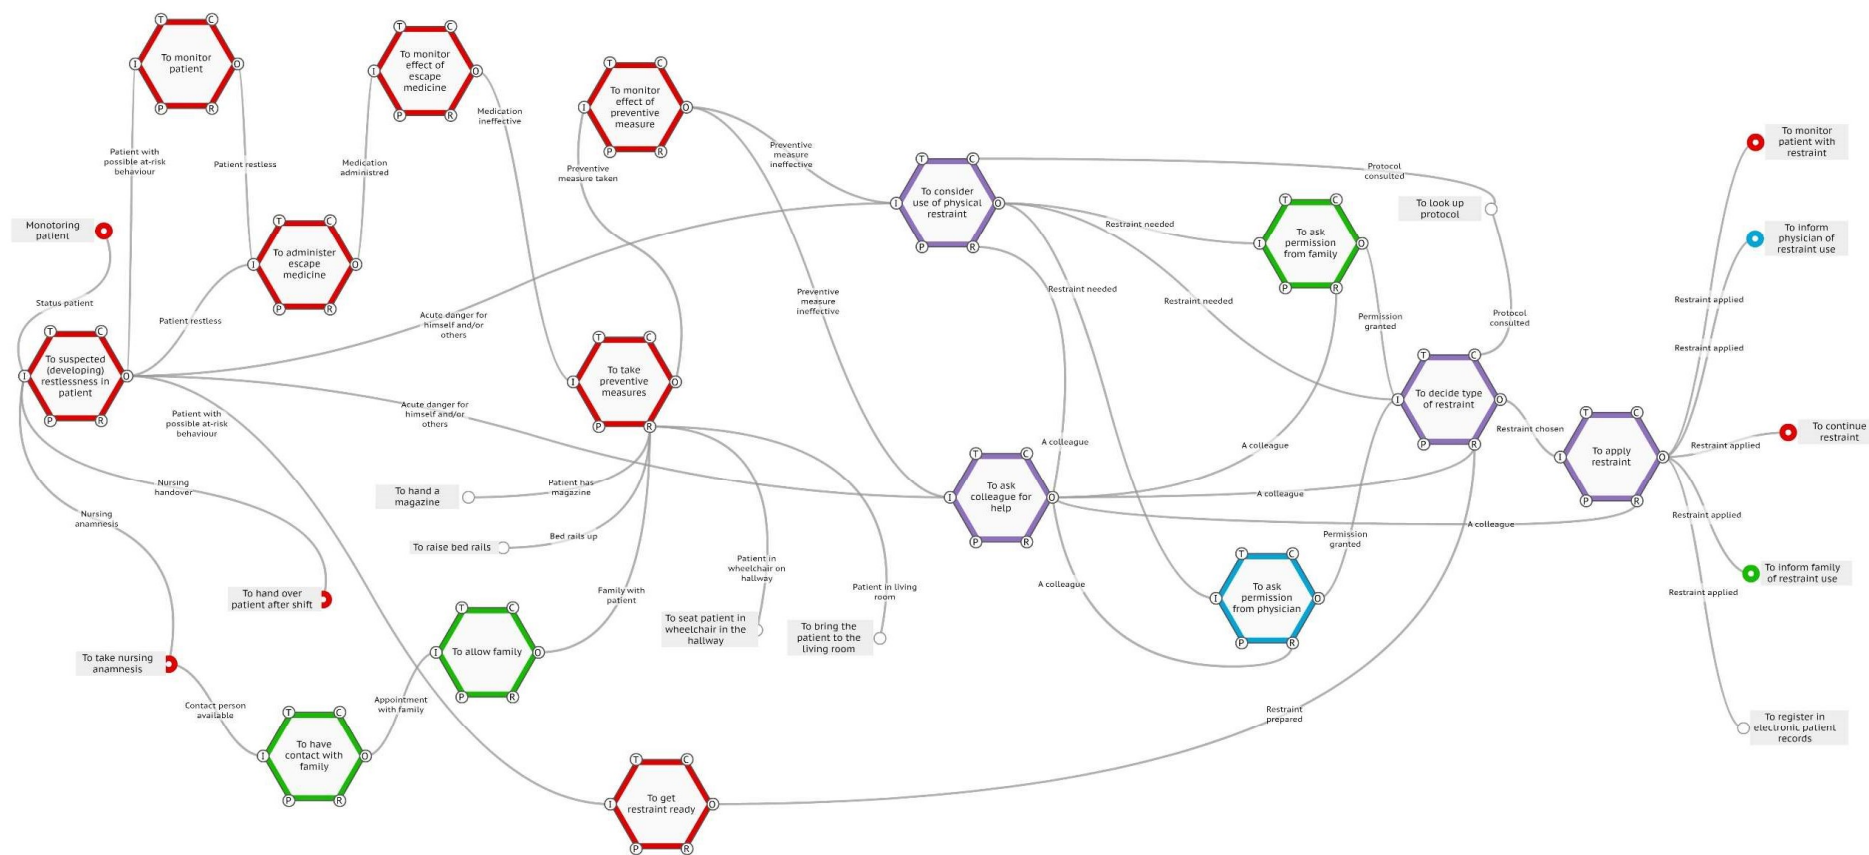 T
C
I
To monitor
patient
O
P
R
T
C
I
To monitor
effect of
escape
medicine
O
P
R
T
C
I
To monitor
effect of
preventive
measure
O
P
R
Patient with
possible at-risk
behaviour
Patient restless
Medication
administred
Medication
ineffective
Preventive
measure taken
Preventive
measure
ineffective
T
C
I
To consider
use of physical
restraint
O
P
R
Protocol
consulted
To look up
protocol
To monitor
patient with
restraint
Monotoring
patient
T
C
I
To administer
escape
medicine
O
P
R
Restraint needed
T
C
I
To ask
permission
from family
O
P
R
To inform
physician of
restraint use
Status patient
Patient restless
Acute danger for
himself and/or
others
Preventive
measure
ineffective
Restraint needed
Restraint needed
Permission
granted
Protocol
consulted
Restraint applied
Restraint applied
T
C
I
To suspected
(developing)
restlessness in
patient
O
P
R
Patient with
possible at-risk
behaviour
Acute danger for
himself and/or
others
T
C
I
To take
preventive
measures
O
P
R
T
C
I
To decide type
of restraint
O
P
R
Restraint chosen
T
C
I
To apply
restraint
O
P
R
Restraint applied
To continue
restraint
A colleague
A colleague
A colleague
A colleague
T
C
I
To ask
colleague for
help
O
P
R
Nursing
handover
Nursing
anamnesis
To hand a
magazine
Patient has
magazine
To raise bed rails
Bed rails up
Patient in
wheelchair on
hallway
Patient in living
room
Family with
patient
A colleague
Permission
granted
T
C
I
To ask
permission
from physician
O
P
R
Restraint applied
To inform family
of restraint use
Restraint applied
To hand over
patient after shift
To seat patient in
wheelchair in the
hallway
To bring the
patient to the
living room
To take nursing
anamnesis
T
C
I
To allow family
O
P
R
Contact person
available
Appointment
with family
T
C
I
To have
contact with
family
O
P
R
Restraint
prepared
To register in
electronic patient
records
T
C
I
To get
restraint ready
O
P
R